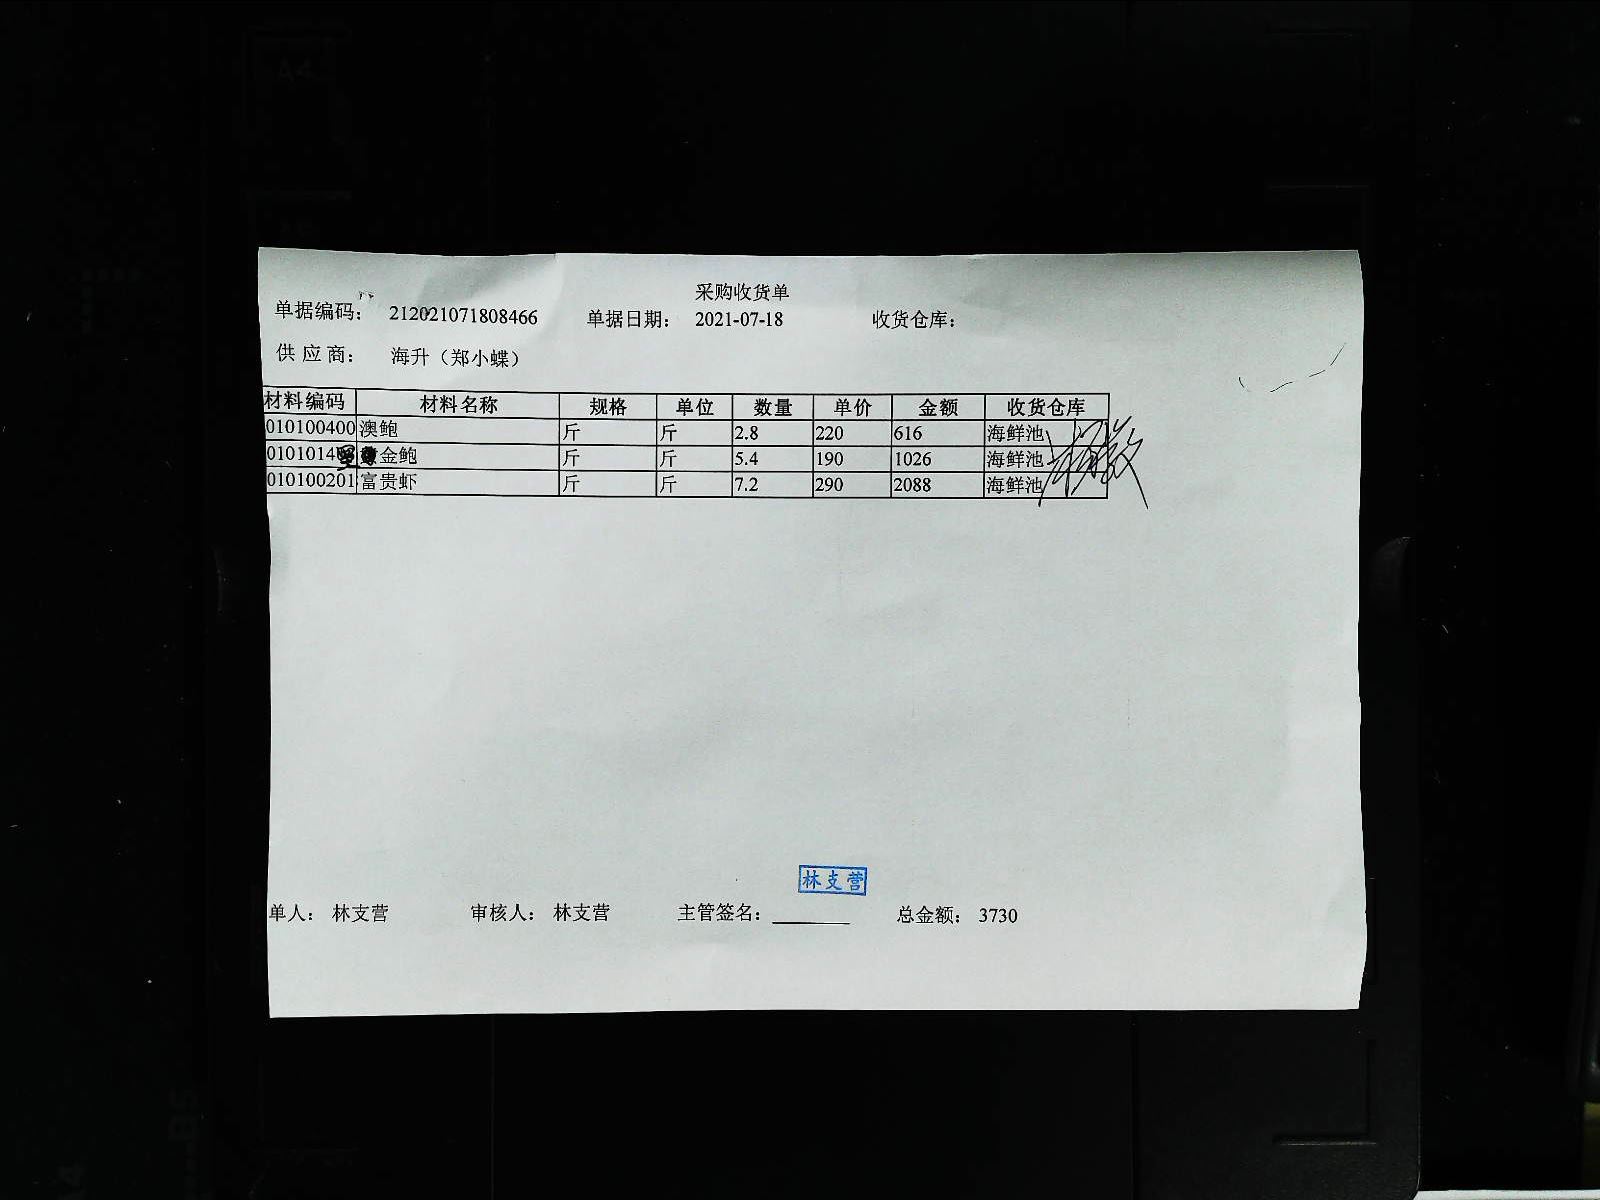 采购收货单
单据编码： 212021071808466 单据日期： 2021-07-18 收货仓库：
供应商： 海升（郑小蝶）
材料编码 材料名称 规格 单位 数量 单价 金额 收货仓库
010100400 澳鲍 斤 斤 2.8 220 616 海鲜池
0101014 金鲍 斤 斤 5.4 190 1026 海鲜池
010100201 富贵虾 斤 斤 7.2 290 2088 海鲜池
林支营
单人： 林支营 审核人： 林支营 主管签名： 总金额： 3730
A4
B5